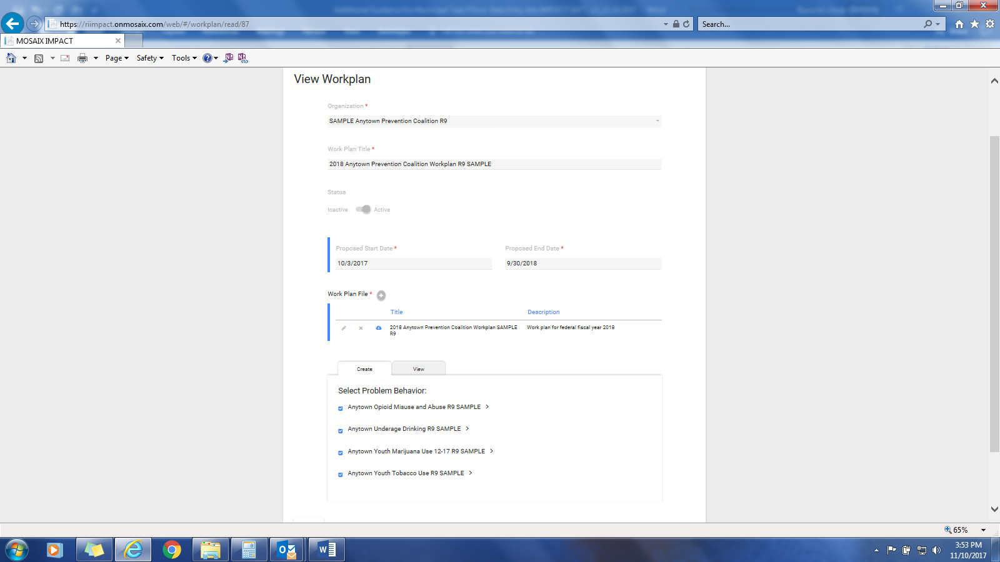 https://riimpact.onmosaix.com/web/#/workplan/read/87
Search...
MOSAIX IMPACT
Page Safety Tools
View Workplan
Organization *
SAMPLE Anytown Prevention Coalition R9
Work Plan Title *
2018 Anytown Prevention Coalition Workplan R9 SAMPLE
Status
Inactive Active
Proposed Start Date * Proposed End Date *
10/3/2017 9/30/2018
Work Plan File *
Title Description
2018 Anytown Prevention Coalition Workplan SAMPLE Work plan for federal fiscal year 2018
R9
Create View
Select Problem Behavior:
Anytown Opioid Misuse and Abuse R9 SAMPLE >
Anytown Underage Drinking R9 SAMPLE >
Anytown Youth Marijuana Use 12-17 R9 SAMPLE >
Anytown Youth Tobacco Use R9 SAMPLE >
65%
3:53 PM
11/10/2017